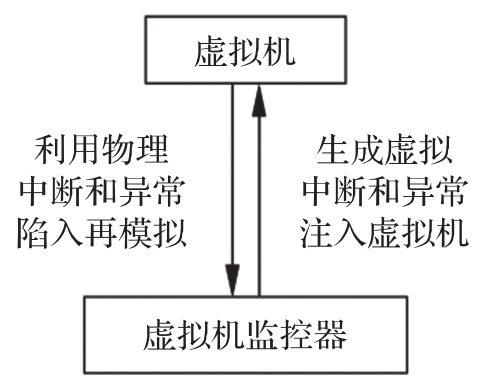 虚拟机
利用物理
中断和异常
陷入再模拟
生成虚拟
中断和异常
注入虚拟机
虚拟机监控器